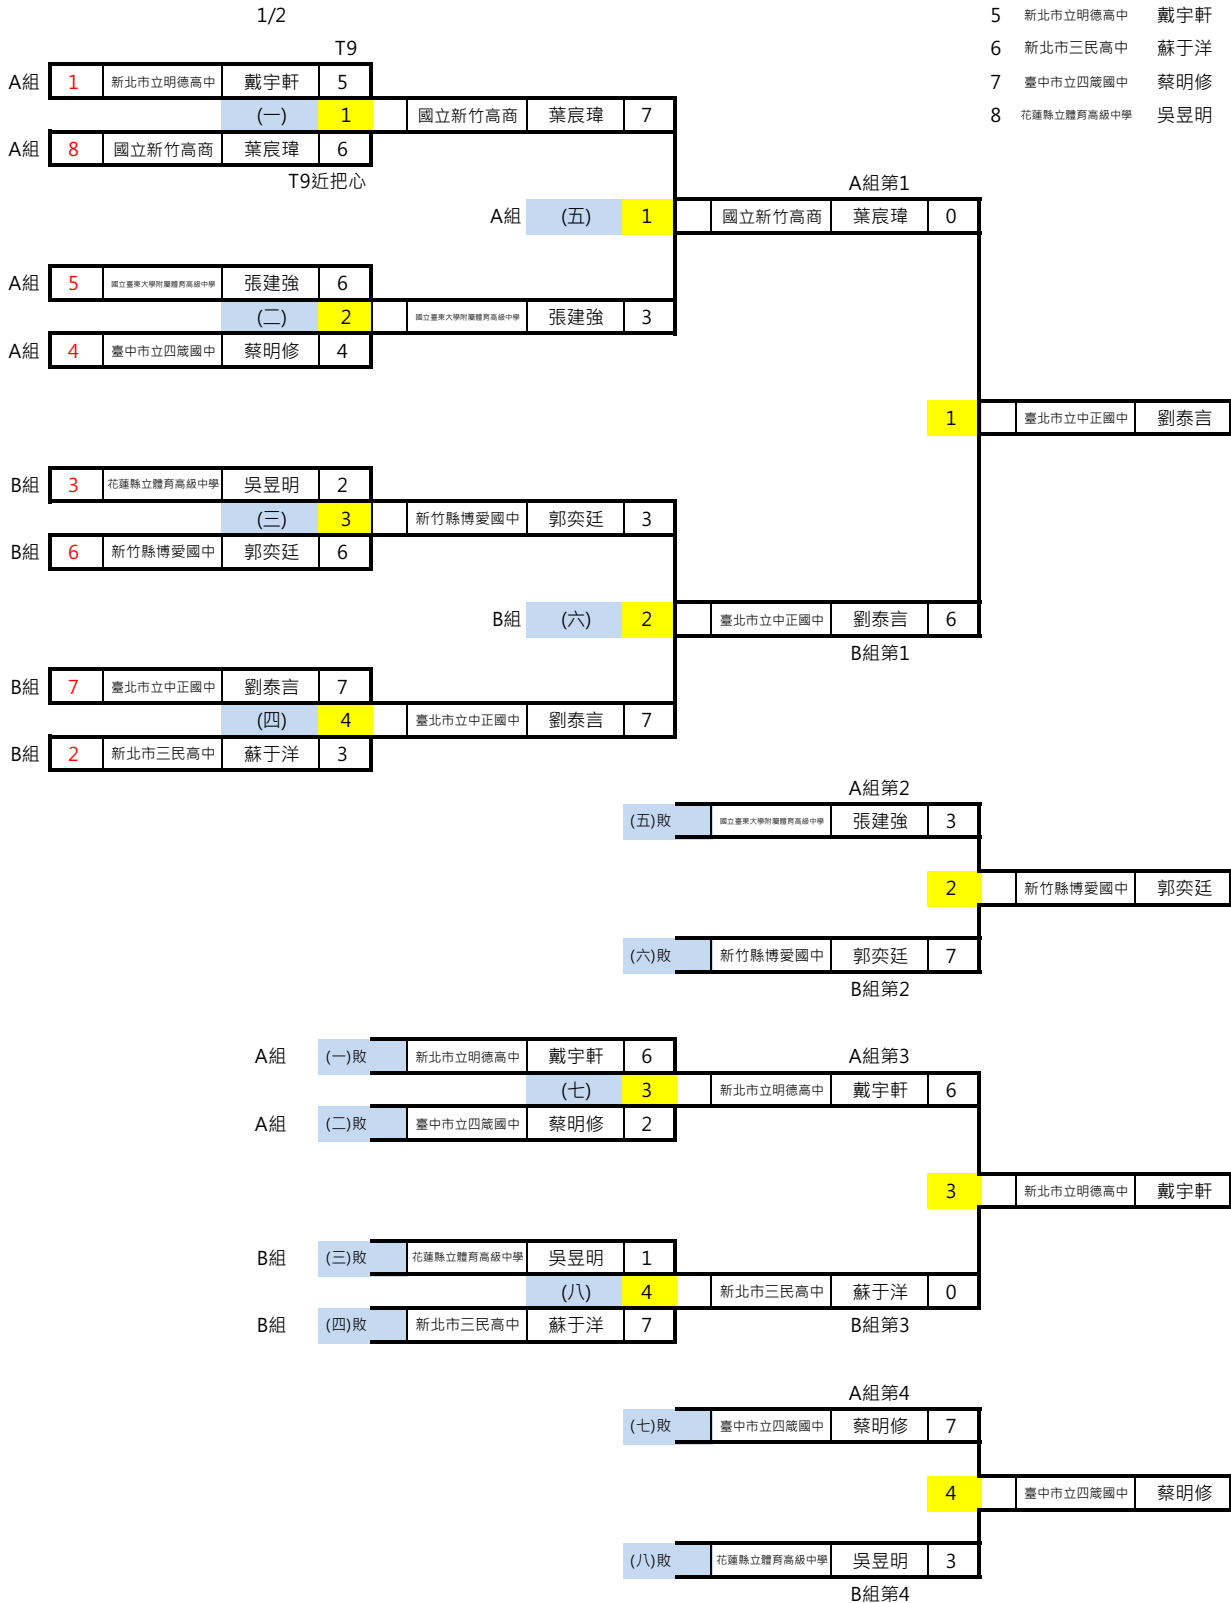 1/2
5 新北市立明德高中 戴宇軒
T9
6 新北市三民高中 蘇于洋
A組 1 新北市立明德高中 戴宇軒 5
7 臺中市立四箴國中 蔡明修
(一) 1 國立新竹高商 葉宸瑋 7
8 花蓮縣立體育高級中學 吳昱明
A組 8 國立新竹高商 葉宸瑋 6
T9近把心
A組第1
A組 (五) 1 國立新竹高商 葉宸瑋 0
A組 5 國立臺東大學附屬體育高級中學 張建強 6
(二) 2 國立臺東大學附屬體育高級中學 張建強 3
A組 4 臺中市立四箴國中 蔡明修 4
1 臺北市立中正國中 劉泰言
B組 3 花蓮縣立體育高級中學 吳昱明 2
(三) 3 新竹縣博愛國中 郭奕廷 3
B組 6 新竹縣博愛國中 郭奕廷 6
B組 (六) 2 臺北市立中正國中 劉泰言 6
B組第1
B組 7 臺北市立中正國中 劉泰言 7
(四) 4 臺北市立中正國中 劉泰言 7
B組 2 新北市三民高中 蘇于洋 3
A組第2
(五)敗 國立臺東大學附屬體育高級中學 張建強 3
2 新竹縣博愛國中 郭奕廷
(六)敗 新竹縣博愛國中 郭奕廷 7
B組第2
A組 (一)敗 新北市立明德高中 戴宇軒 6
A組第3
(七) 3 新北市立明德高中 戴宇軒 6
A組 (二)敗 臺中市立四箴國中 蔡明修 2
3 新北市立明德高中 戴宇軒
B組 (三)敗 花蓮縣立體育高級中學 吳昱明 1
(八) 4 新北市三民高中 蘇于洋 0
B組 (四)敗 新北市三民高中 蘇于洋 7
B組第3
A組第4
(七)敗 臺中市立四箴國中 蔡明修 7
4 臺中市立四箴國中 蔡明修
(八)敗 花蓮縣立體育高級中學 吳昱明 3
B組第4